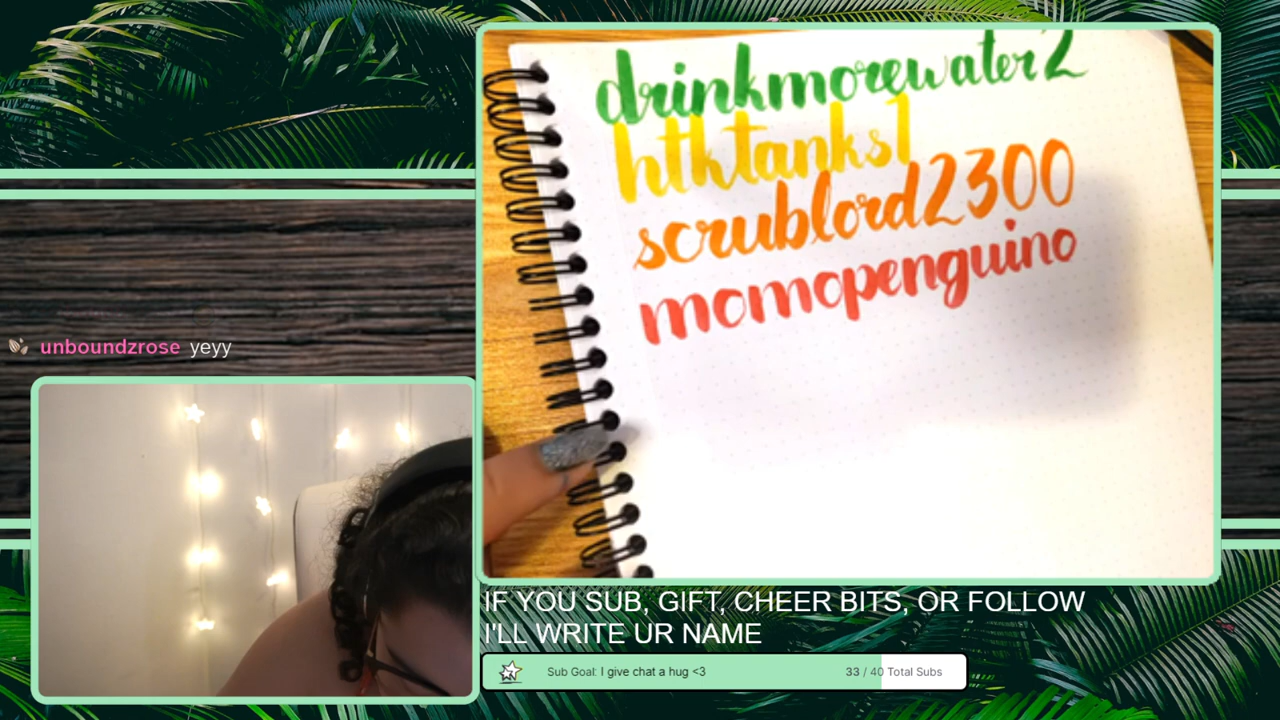 drinkmorewater2
htktanks1
scrublord2300
momopenguino
unboundzrose yeyy
IF YOU SUB, GIFT, CHEER BITS, OR FOLLOW
I'LL WRITE UR NAME
Sub Goal: I give chat a hug <3 33 / 40 Total Subs